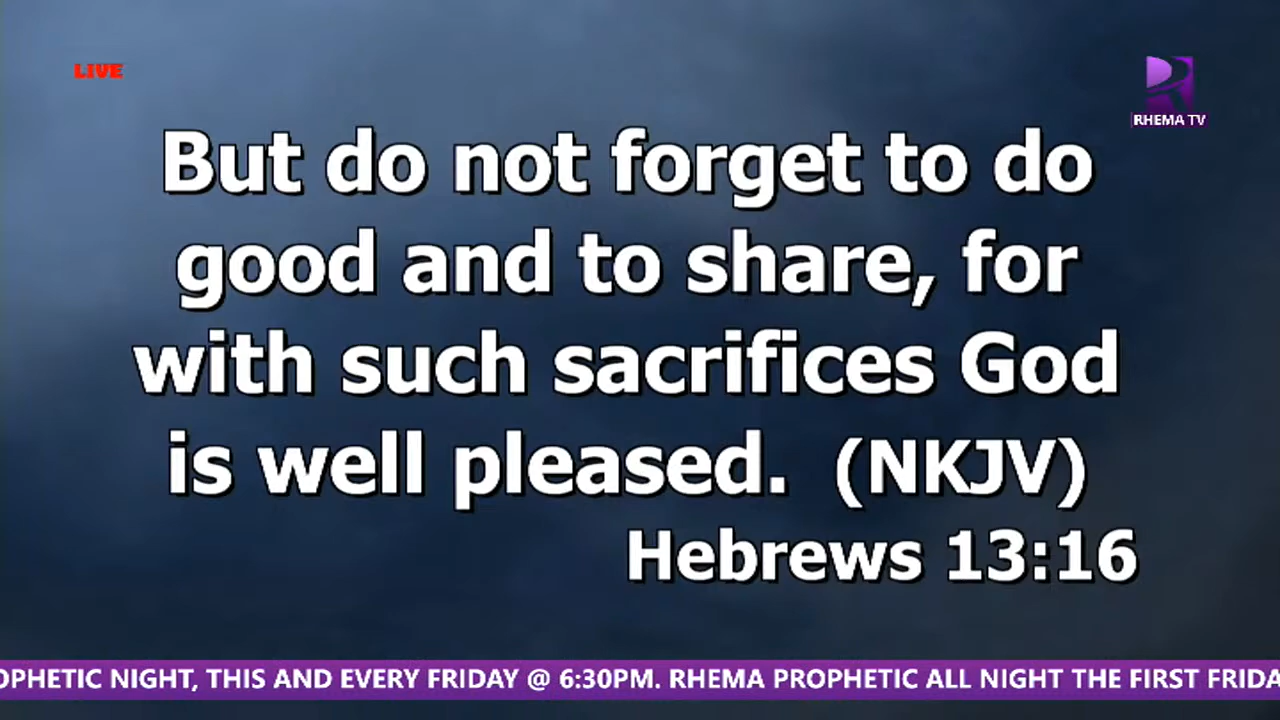 LIVE
RHEMA TV
But do not forget to do
good and to share, for
with such sacrifices God
is well pleased. (NKJV)
Hebrews 13:16
OPHETIC NIGHT, THIS AND EVERY FRIDAY @ 6:30PM. RHEMA PROPHETIC ALL NIGHT THE FIRST FRIDA